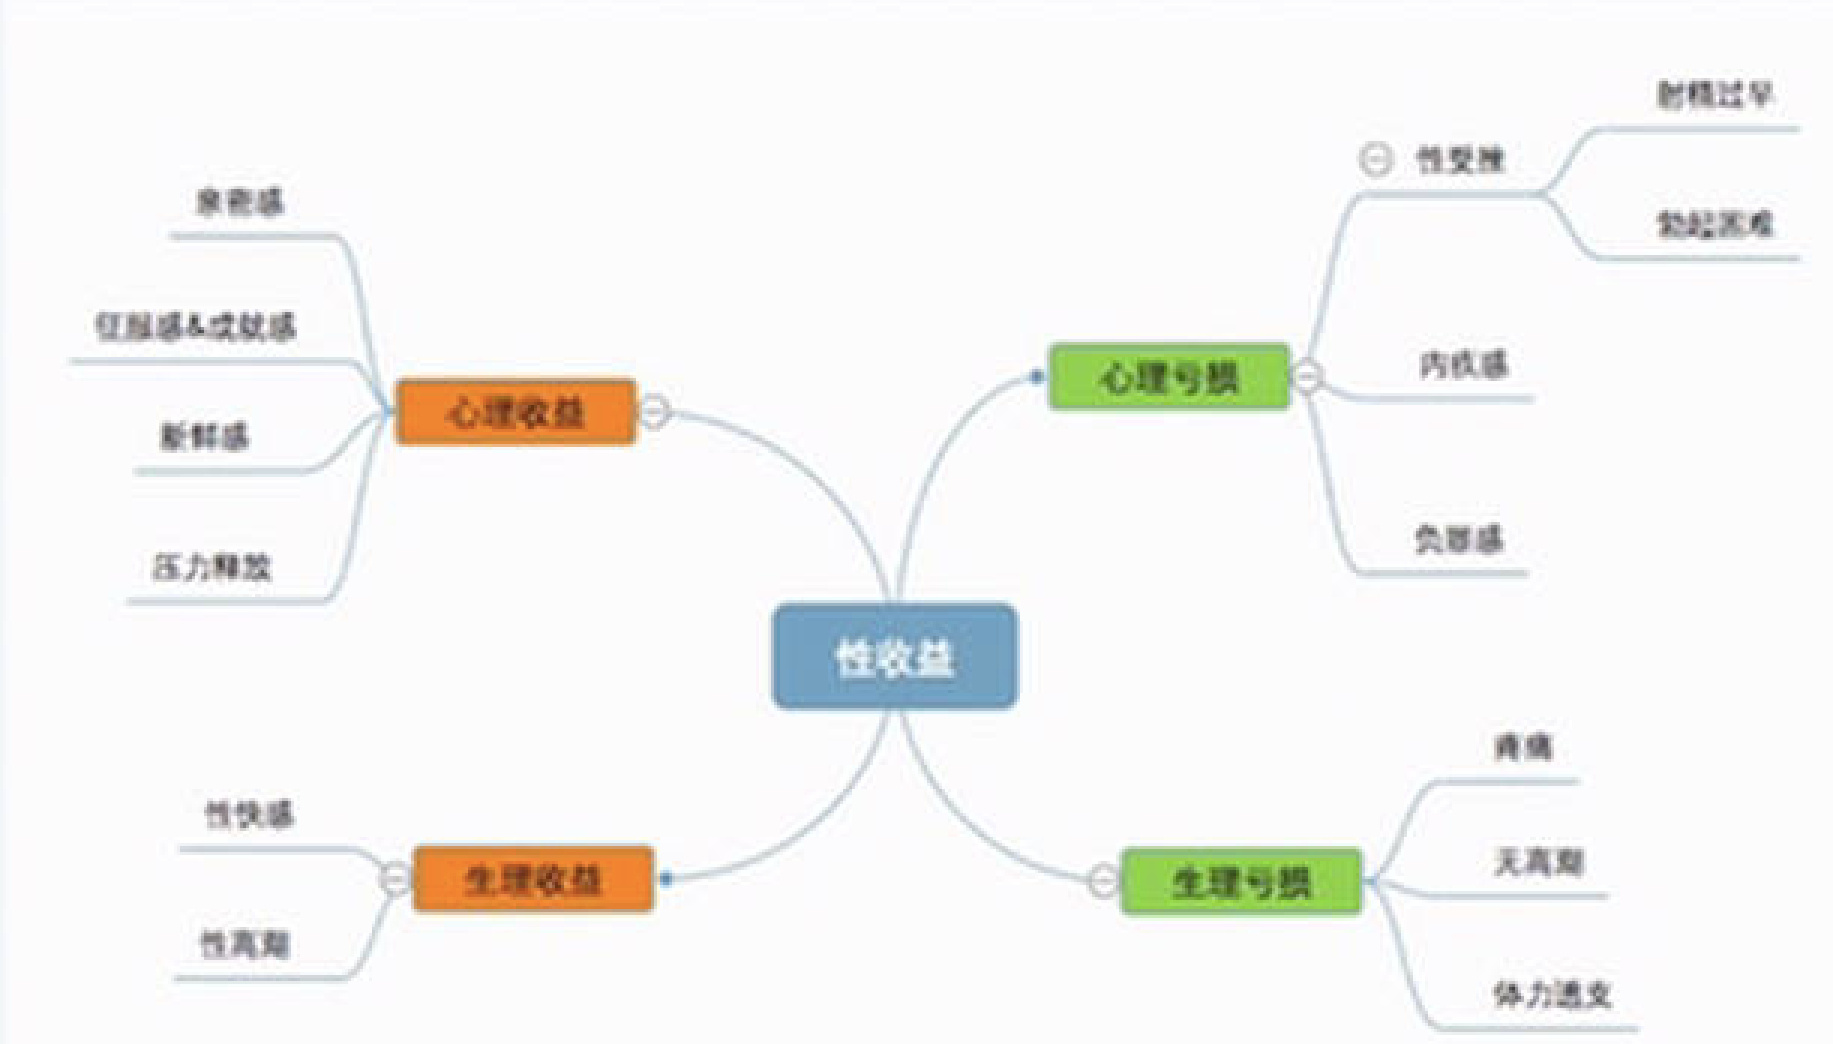 亲密感
征服感&成就感
新鲜感
压力释放
心理收益
性快感
性高潮
生理收益
性收益
心理亏损
性受挫
射精过早
勃起困难
内疚感
负罪感
生理亏损
疼痛
无高潮
体力透支